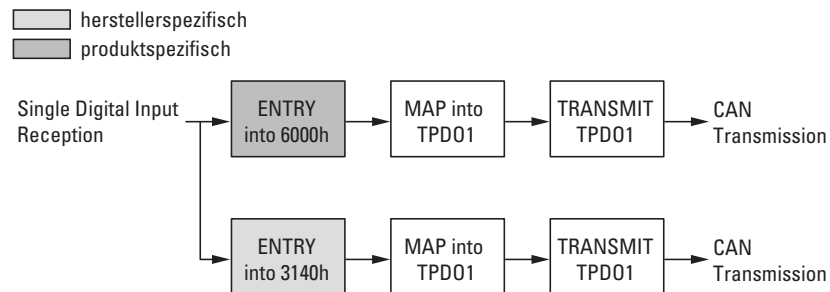 herstellerspezifisch
produktspezifisch
Single Digital Input
Reception
ENTRY
into 6000h
MAP into
TPDO1
TRANSMIT
TPDO1
CAN
Transmission
ENTRY
into 3140h
MAP into
TPDO1
TRANSMIT
TPDO1
CAN
Transmission